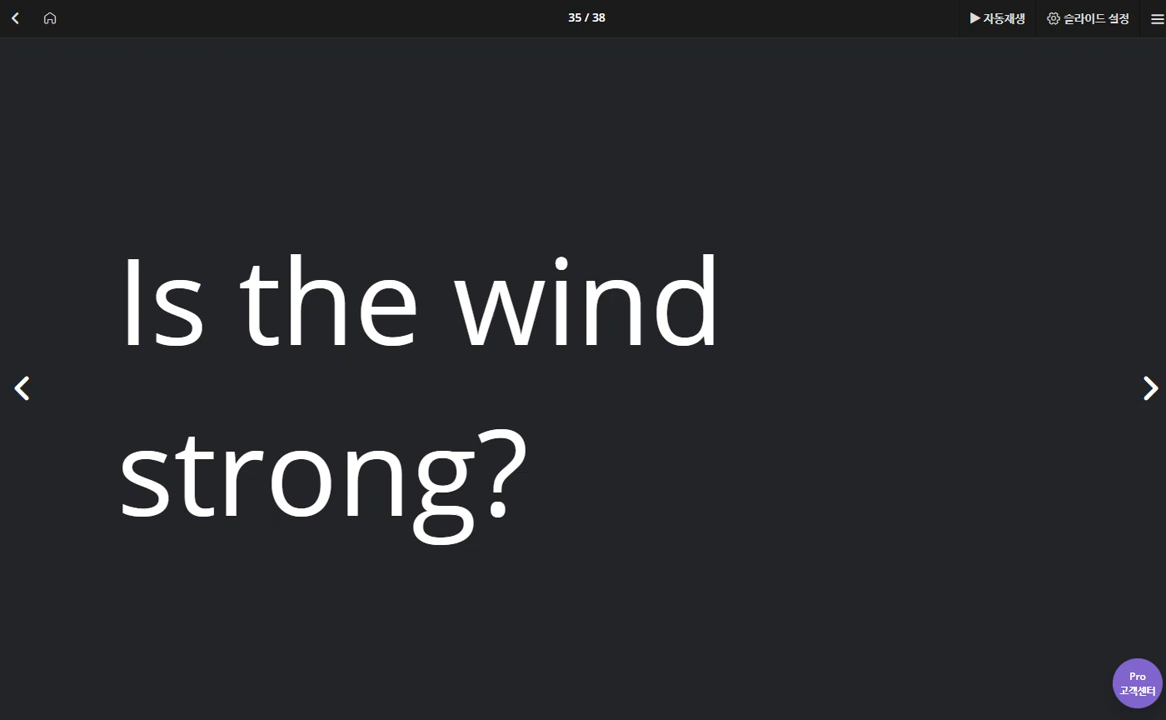 35 / 38
▶ 자동재생
슬라이드 설정
Is the wind
strong?
Pro
고객센터